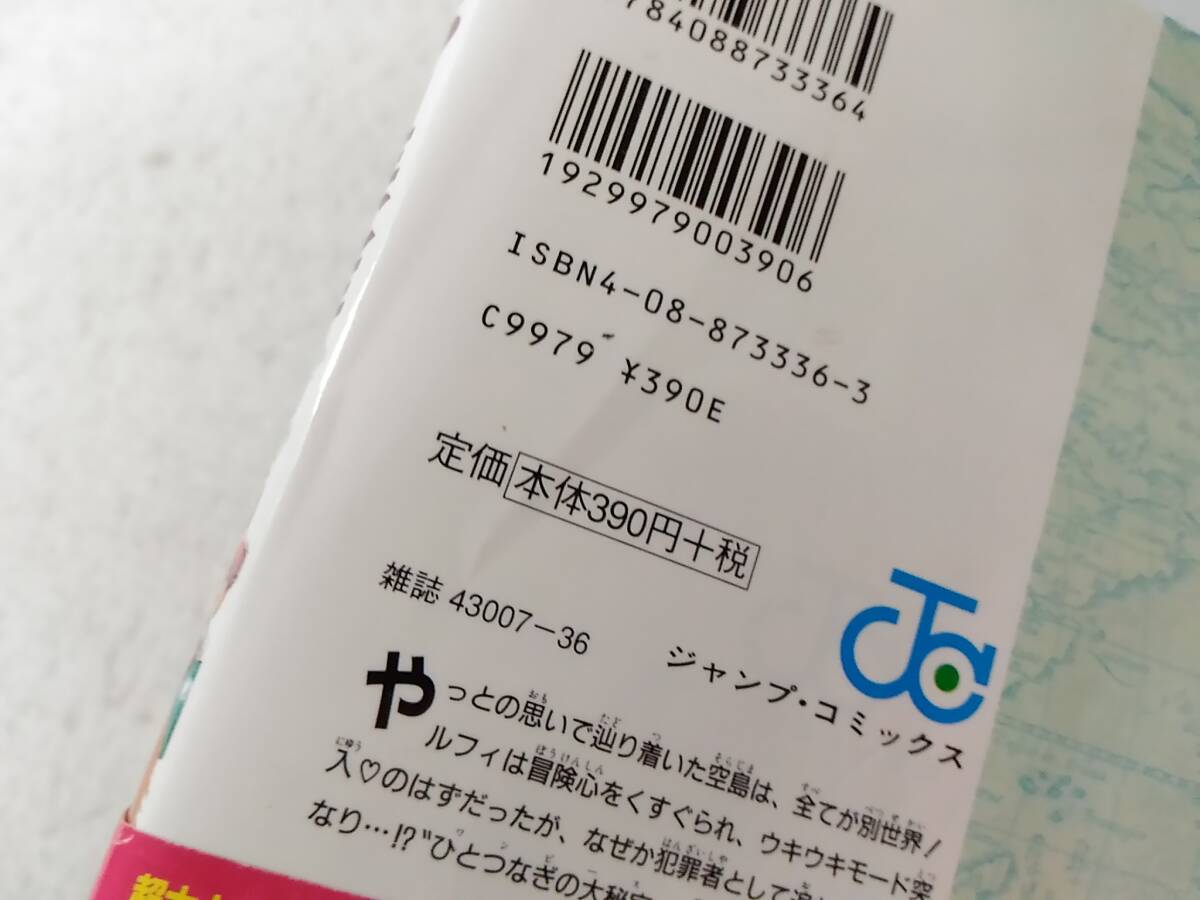 784088733364
1929979003906
ISBN4-08-873336-3
C9979 ¥390E
定価本体390円+税
雑誌 43007-36
JC
ジャンプ・コミックス
やっとの思いで辿り着いた空島は、全てが別世界!
ルフィは冒険心をくすぐられ、ウキウキモード突
入♡のはずだったが、なぜか犯罪者として
なり…!?"ひとつなぎの大秘